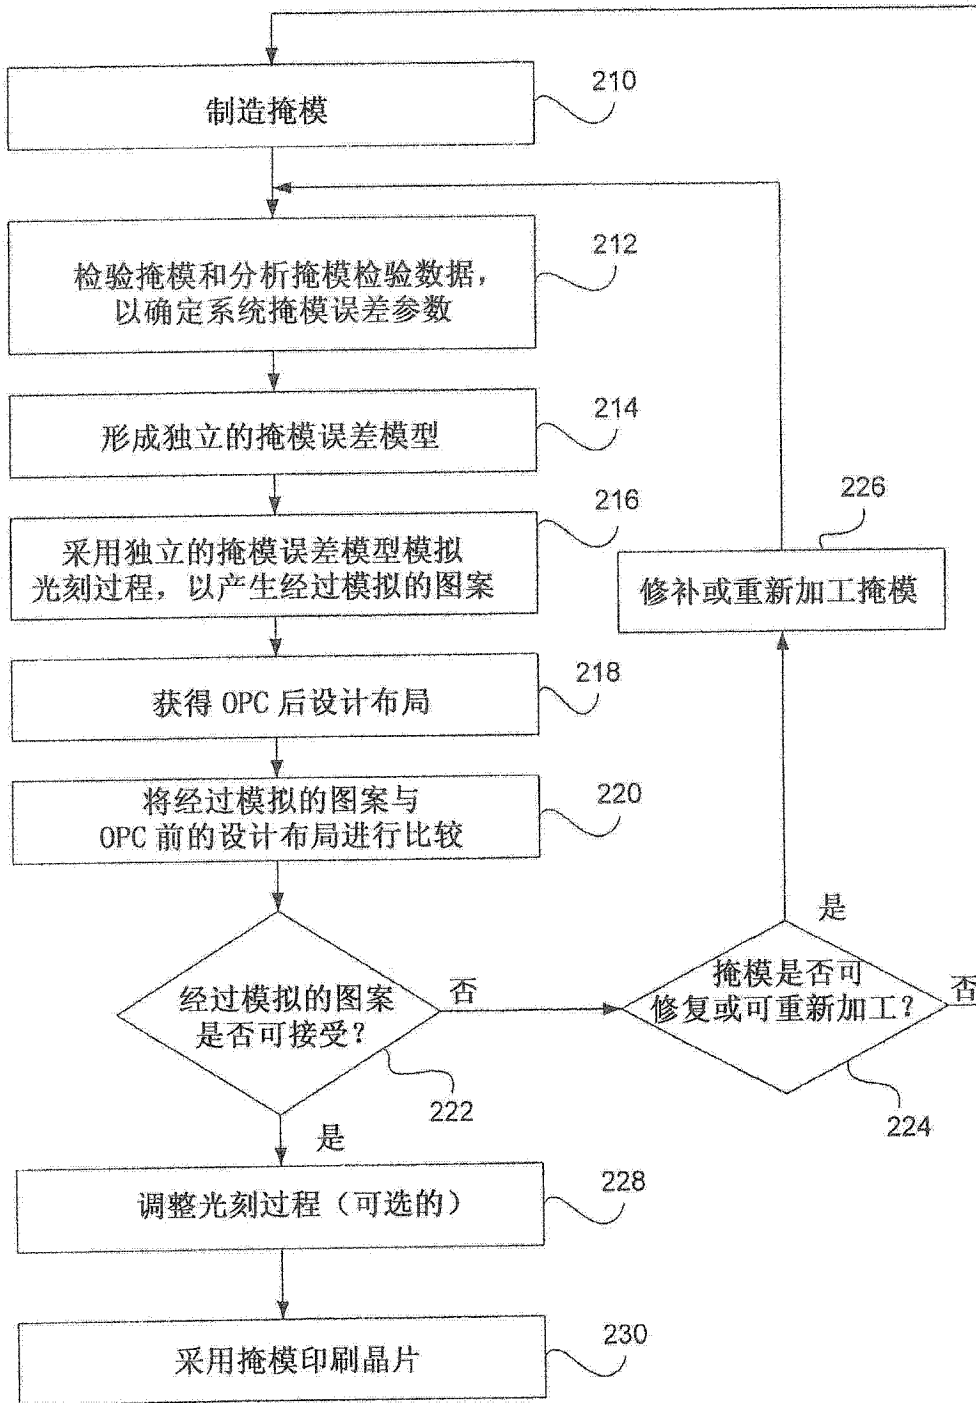 210
制造掩模
212
检验掩模和分析掩模检验数据，
以确定系统掩模误差参数
214
形成独立的掩模误差模型
216
采用独立的掩模误差模型模拟
光刻过程，以产生经过模拟的图案
226
修补或重新加工掩模
218
获得 OPC 后设计布局
220
将经过模拟的图案与
OPC 前的设计布局进行比较
经过模拟的图案
是否可接受？
否
222
是
掩模是否可
修复或可重新加工？
是
否
224
228
调整光刻过程（可选的）
230
采用掩模印刷晶片